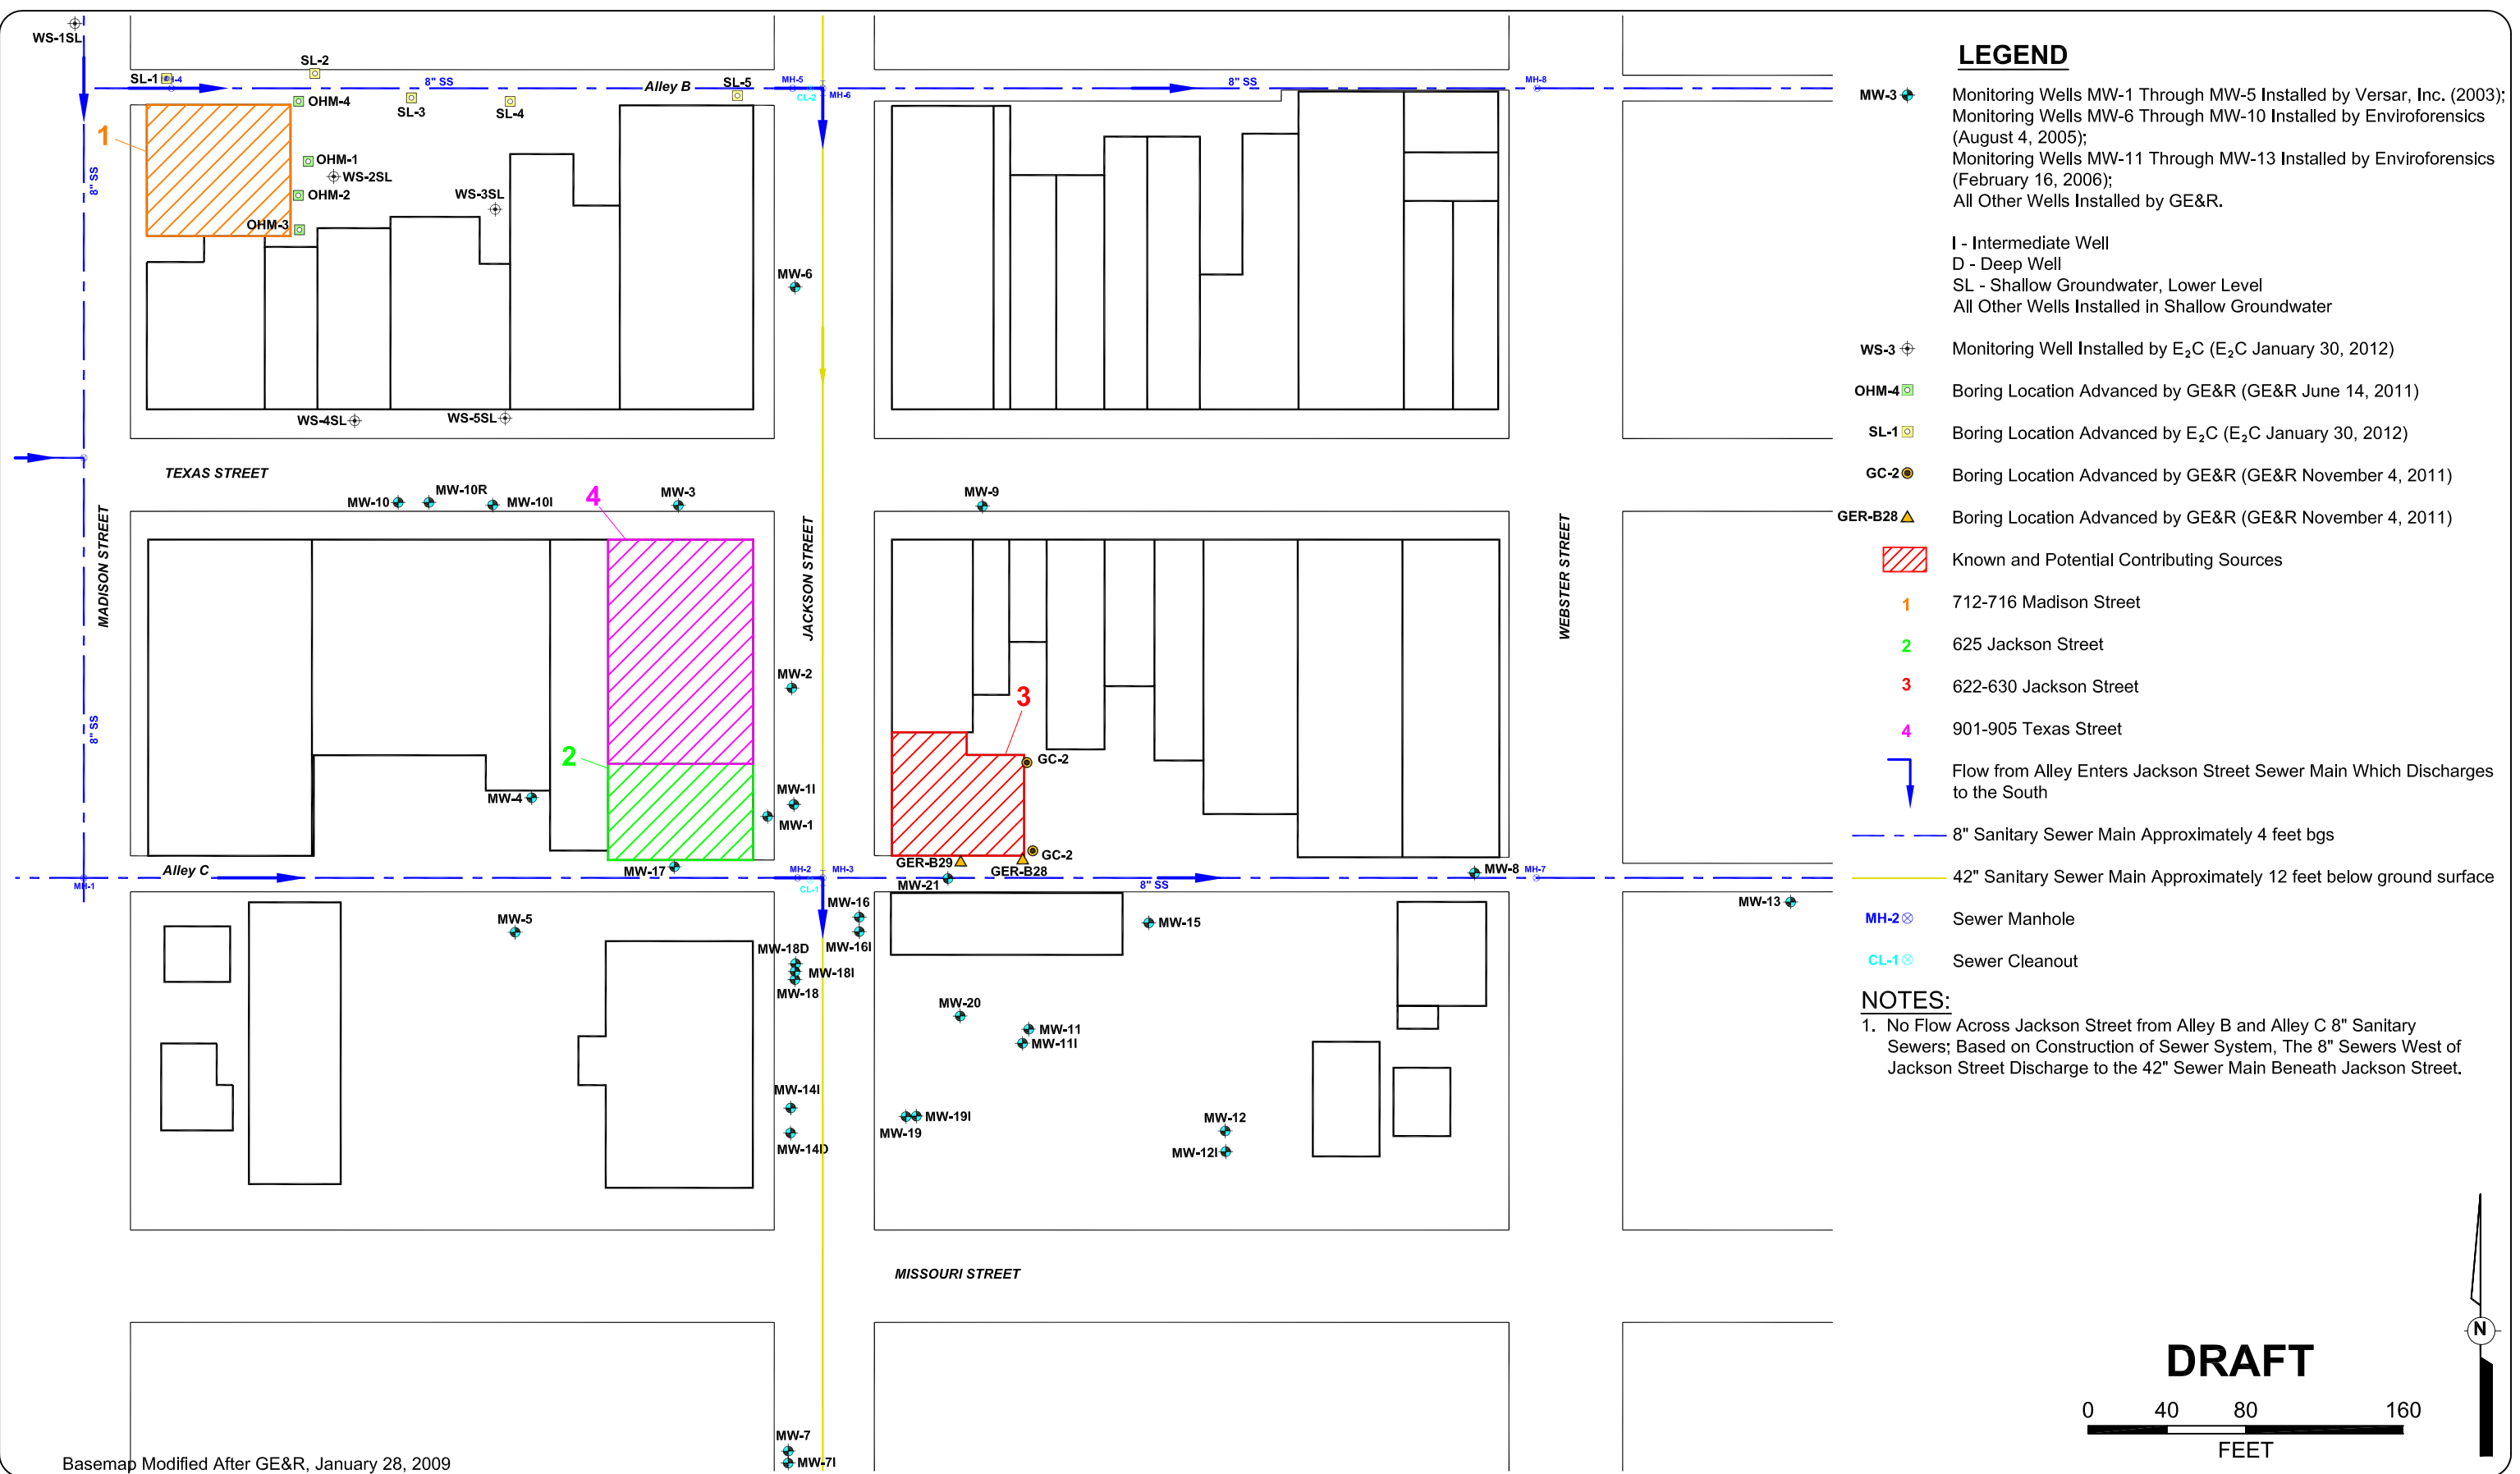 WS-1SL
SL-1
MH-4
SL-2
8" SS
Alley B
SL-5
MH-5
CL-2
MH-6
8" SS
MH-8
OHM-4
SL-3
SL-4
1
OHM-1
WS-2SL
OHM-2
WS-3SL
OHM-3
8" SS
MW-6
WS-4SL
WS-5SL
TEXAS STREET
MW-10
MW-10R
MW-10I
4
MW-3
MW-9
MADISON STREET
JACKSON STREET
WEBSTER STREET
MW-2
3
8" SS
2
GC-2
MW-4
MW-1I
MW-1
GC-2
GER-B29
GER-B28
Alley C
MW-17
MH-2
MH-3
CL-1
MW-21
8" SS
MW-8
MH-7
MH-1
MW-5
MW-16
MW-16I
MW-15
MW-13
MW-18D
MW-18I
MW-18
MW-20
MW-11
MW-11I
MW-14I
MW-14D
MW-19I
MW-19
MW-12
MW-12I
MISSOURI STREET
MW-7
MW-7I
Basemap Modified After GE&R, January 28, 2009
LEGEND
MW-3 Monitoring Wells MW-1 Through MW-5 Installed by Versar, Inc. (2003);
Monitoring Wells MW-6 Through MW-10 Installed by Enviroforensics
(August 4, 2005);
Monitoring Wells MW-11 Through MW-13 Installed by Enviroforensics
(February 16, 2006);
All Other Wells Installed by GE&R.
I - Intermediate Well
D - Deep Well
SL - Shallow Groundwater, Lower Level
All Other Wells Installed in Shallow Groundwater
WS-3 Monitoring Well Installed by E₂C (E₂C January 30, 2012)
OHM-4 Boring Location Advanced by GE&R (GE&R June 14, 2011)
SL-1 Boring Location Advanced by E₂C (E₂C January 30, 2012)
GC-2 Boring Location Advanced by GE&R (GE&R November 4, 2011)
GER-B28 Boring Location Advanced by GE&R (GE&R November 4, 2011)
Known and Potential Contributing Sources
1 712-716 Madison Street
2 625 Jackson Street
3 622-630 Jackson Street
4 901-905 Texas Street
Flow from Alley Enters Jackson Street Sewer Main Which Discharges
to the South
8" Sanitary Sewer Main Approximately 4 feet bgs
42" Sanitary Sewer Main Approximately 12 feet below ground surface
MH-2 Sewer Manhole
CL-1 Sewer Cleanout
NOTES:
1. No Flow Across Jackson Street from Alley B and Alley C 8" Sanitary
Sewers; Based on Construction of Sewer System, The 8" Sewers West of
Jackson Street Discharge to the 42" Sewer Main Beneath Jackson Street.
N
DRAFT
0 40 80 160
FEET